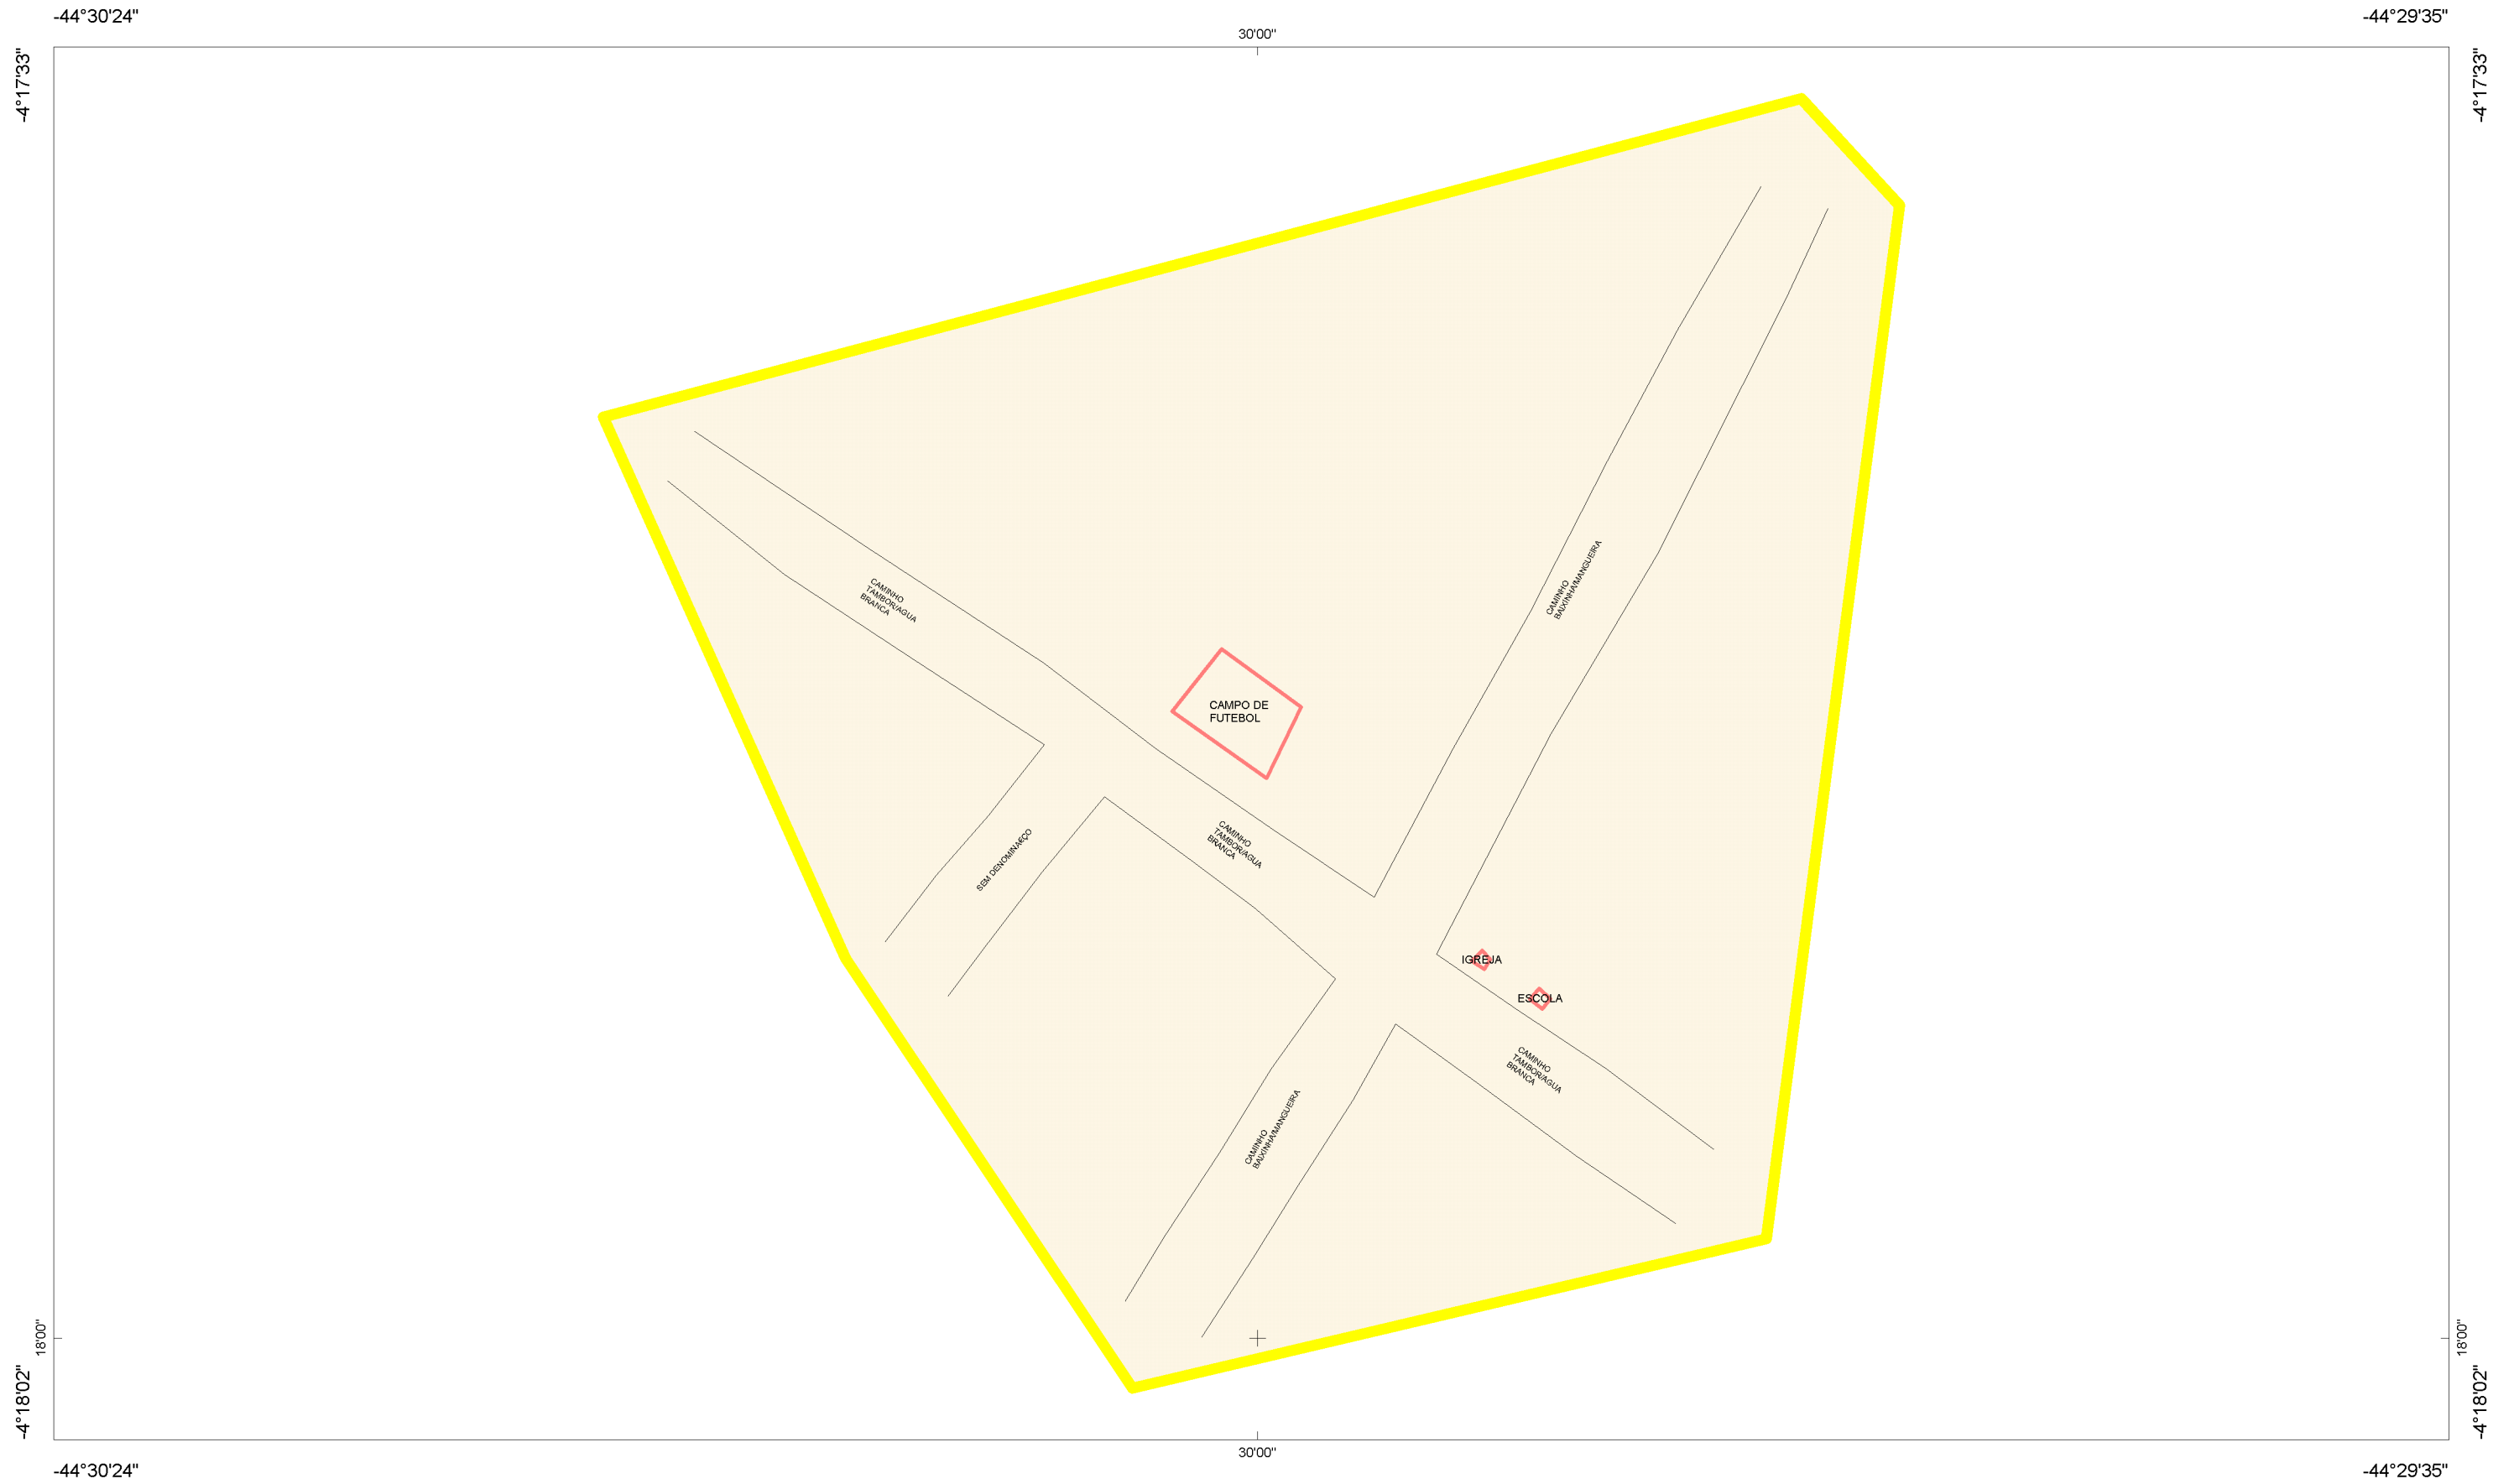 -44°30'24"
-44°29'35"
30'00"
-4°17'33"
-4°17'33"
CAMINHO
BAIXINHA/MANGUEIRA
CAMINHO
TAMBOR/AGUA
BRANCA
CAMPO DE
FUTEBOL
CAMINHO
TAMBOR/AGUA
BRANCA
SEM DENOMINAEÇO
IGREJA
ESCOLA
CAMINHO
TAMBOR/AGUA
BRANCA
CAMINHO
BAIXINHA/MANGUEIRA
18'00"
18'00"
-4°18'02"
-4°18'02"
30'00"
-44°30'24"
-44°29'35"